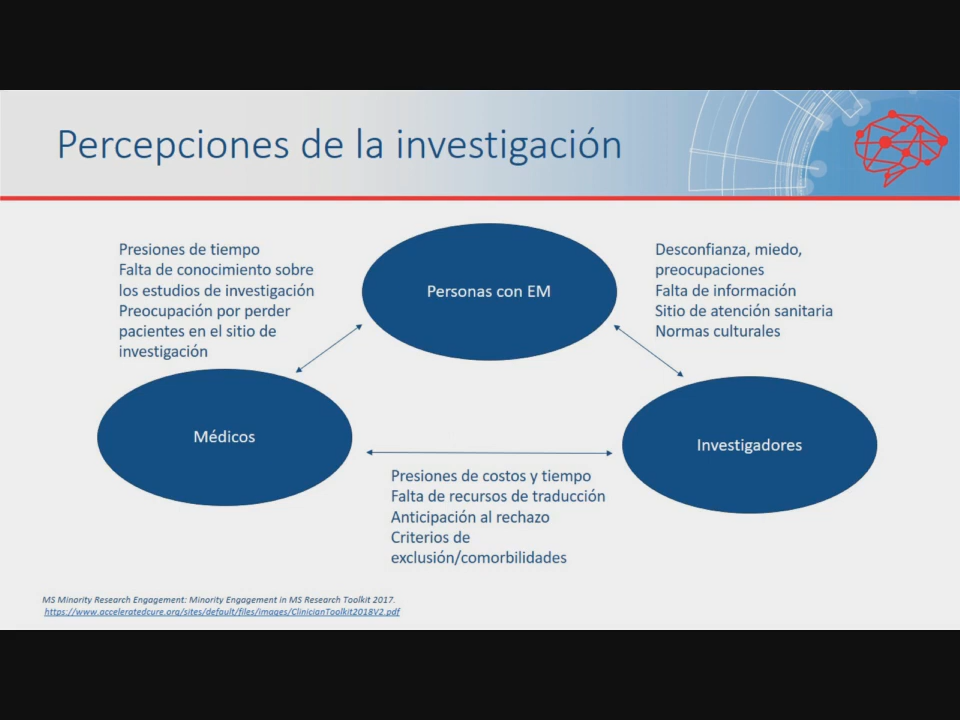 Percepciones de la investigación
Presiones de tiempo
Falta de conocimiento sobre
los estudios de investigación
Preocupación por perder
pacientes en el sitio de
investigación
Personas con EM
Desconfianza, miedo,
preocupaciones
Falta de información
Sitio de atención sanitaria
Normas culturales
Médicos
Investigadores
Presiones de costos y tiempo
Falta de recursos de traducción
Anticipación al rechazo
Criterios de
exclusión/comorbilidades
MS Minority Research Engagement: Minority Engagement in MS Research Toolkit 2017.
https://www.acceleratedcure.org/sites/default/files/images/ClinicianToolkit2018V2.pdf